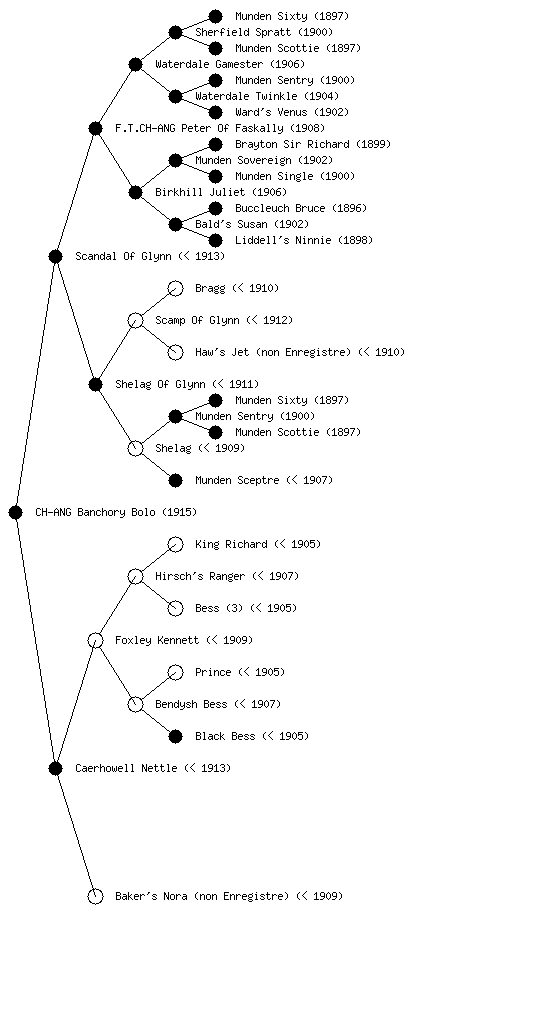 Munden Sixty (1897)
Sherfield Spratt (1900)
Munden Scottie (1897)
Waterdale Gamester (1906)
Munden Sentry (1900)
Waterdale Twinkle (1904)
Ward's Venus (1902)
F.T.CH-ANG Peter Of Faskally (1908)
Brayton Sir Richard (1899)
Munden Sovereign (1902)
Munden Single (1900)
Birkhill Juliet (1906)
Buccleuch Bruce (1896)
Bald's Susan (1902)
Liddell's Ninnie (1898)
Scandal Of Glynn (< 1913)
Bragg (< 1910)
Scamp Of Glynn (< 1912)
Haw's Jet (non Enregistre) (< 1910)
Shelag Of Glynn (< 1911)
Munden Sixty (1897)
Munden Sentry (1900)
Munden Scottie (1897)
Shelag (< 1909)
Munden Sceptre (< 1907)
CH-ANG Banchory Bolo (1915)
King Richard (< 1905)
Hirsch's Ranger (< 1907)
Bess (3) (< 1905)
Foxley Kennett (< 1909)
Prince (< 1905)
Bendysh Bess (< 1907)
Black Bess (< 1905)
Caerhowell Nettle (< 1913)
Baker's Nora (non Enregistre) (< 1909)